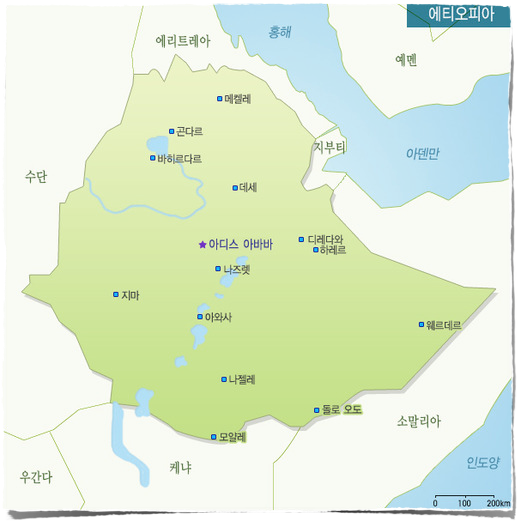 에티오피아
홍해
에리트레아
예멘
메켈레
곤다르
지부티
아덴만
바히르다르
수단
데세
아디스 아바바
디레다와
하레르
나즈렛
지마
아와사
웨르데르
나젤레
돌로 오도
소말리아
모얄레
케냐
인도양
우간다
0 100 200km